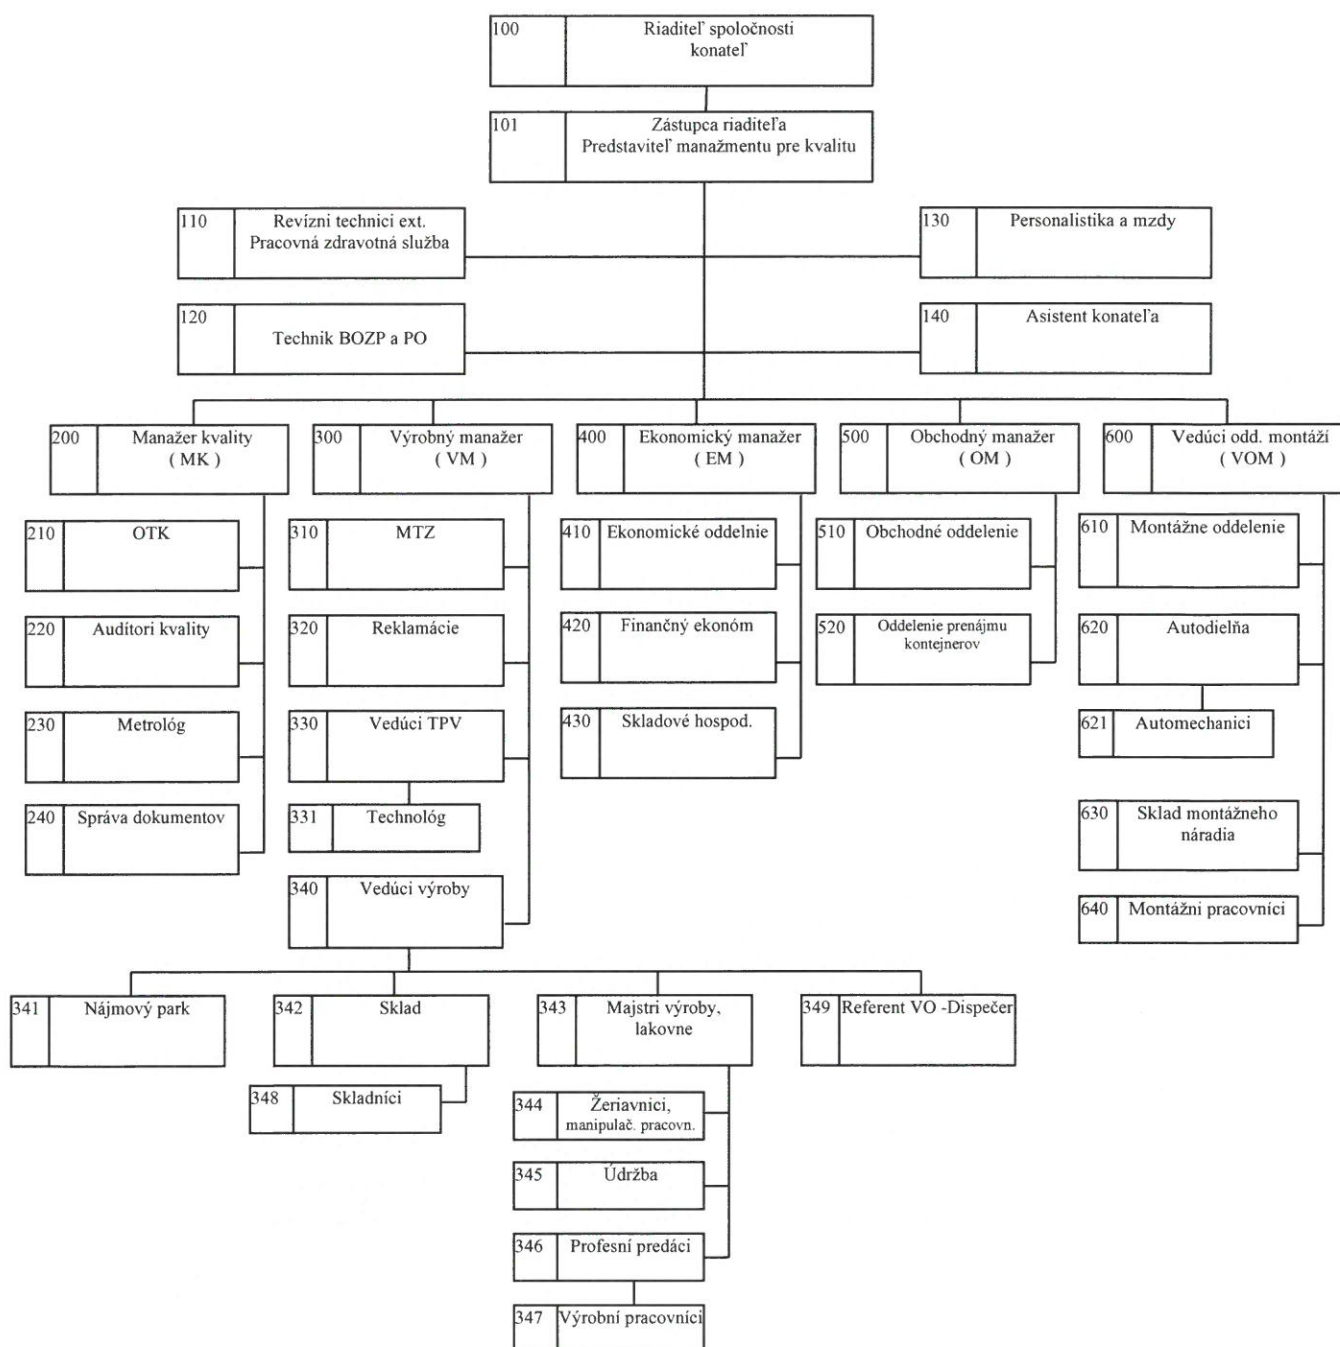 100 Riaditeľ spoločnosti
konateľ
101 Zástupca riaditeľa
Predstaviteľ manažmentu pre kvalitu
110 Revízni technici ext.
Pracovná zdravotná služba
130 Personalistika a mzdy
120 Technik BOZP a PO
140 Asistent konateľa
200 Manažer kvality
( MK )
300 Výrobný manažer
( VM )
400 Ekonomický manažer
( EM )
500 Obchodný manažer
( OM )
600 Vedúci odd. montáží
( VOM )
210 OTK
310 MTZ
410 Ekonomické oddelnie
510 Obchodné oddelenie
610 Montážne oddelenie
220 Audítori kvality
320 Reklamácie
420 Finančný ekonóm
520 Oddelenie prenájmu
kontejnerov
620 Autodielňa
230 Metrológ
330 Vedúci TPV
430 Skladové hospod.
621 Automechanici
240 Správa dokumentov
331 Technológ
630 Sklad montážneho
náradia
340 Vedúci výroby
640 Montážni pracovníci
341 Nájmový park
342 Sklad
343 Majstri výroby,
lakovne
349 Referent VO -Dispečer
348 Skladníci
344 Žeriavnici,
manipulač. pracovn.
345 Údržba
346 Profesní predáci
347 Výrobní pracovníci